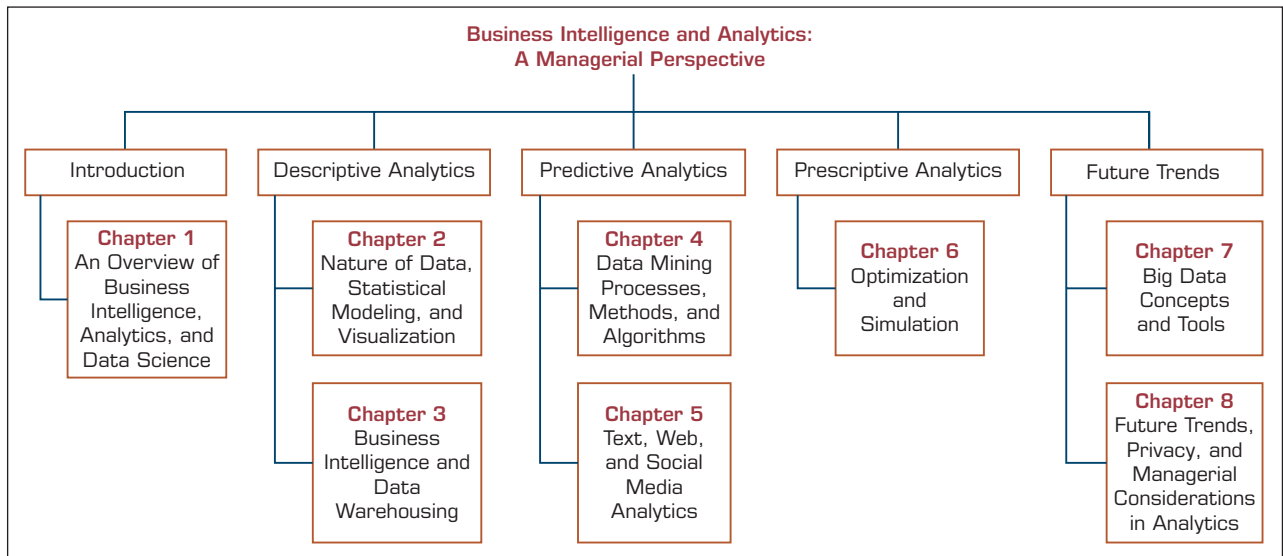 Business Intelligence and Analytics:
A Managerial Perspective
Introduction
Descriptive Analytics
Predictive Analytics
Prescriptive Analytics
Future Trends
Chapter 1
An Overview of
Business
Intelligence,
Analytics, and
Data Science
Chapter 2
Nature of Data,
Statistical
Modeling, and
Visualization
Chapter 3
Business
Intelligence and
Data
Warehousing
Chapter 4
Data Mining
Processes,
Methods, and
Algorithms
Chapter 5
Text, Web,
and Social
Media
Analytics
Chapter 6
Optimization
and
Simulation
Chapter 7
Big Data
Concepts
and Tools
Chapter 8
Future Trends,
Privacy, and
Managerial
Considerations
in Analytics